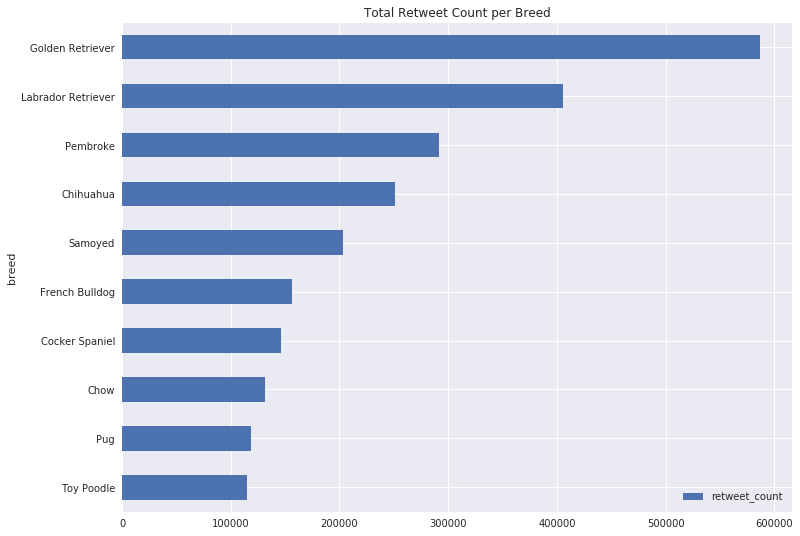 Total Retweet Count per Breed
breed
Golden Retriever
Labrador Retriever
Pembroke
Chihuahua
Samoyed
French Bulldog
Cocker Spaniel
Chow
Pug
Toy Poodle
retweet_count
0 100000 200000 300000 400000 500000 600000